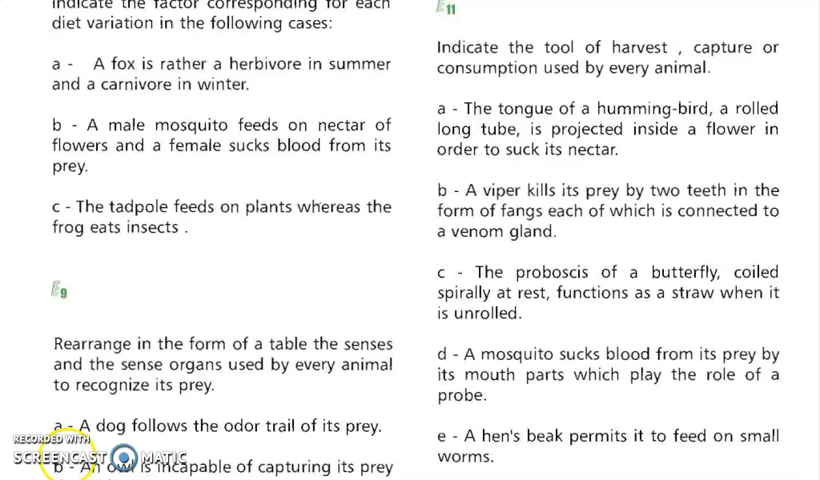 indicate the factor corresponding for each
diet variation in the following cases:
a - A fox is rather a herbivore in summer
and a carnivore in winter.
b - A male mosquito feeds on nectar of
flowers and a female sucks blood from its
prey.
c - The tadpole feeds on plants whereas the
frog eats insects .
E9
Rearrange in the form of a table the senses
and the sense organs used by every animal
to recognize its prey.
a - A dog follows the odor trail of its prey.
b - An owl is incapable of capturing its prey
E11
Indicate the tool of harvest , capture or
consumption used by every animal.
a - The tongue of a humming-bird, a rolled
long tube, is projected inside a flower in
order to suck its nectar.
b - A viper kills its prey by two teeth in the
form of fangs each of which is connected to
a venom gland.
c - The proboscis of a butterfly, coiled
spirally at rest, functions as a straw when it
is unrolled.
d - A mosquito sucks blood from its prey by
its mouth parts which play the role of a
probe.
e - A hen's beak permits it to feed on small
worms.
RECORDED WITH
SCREENCAST MATIC